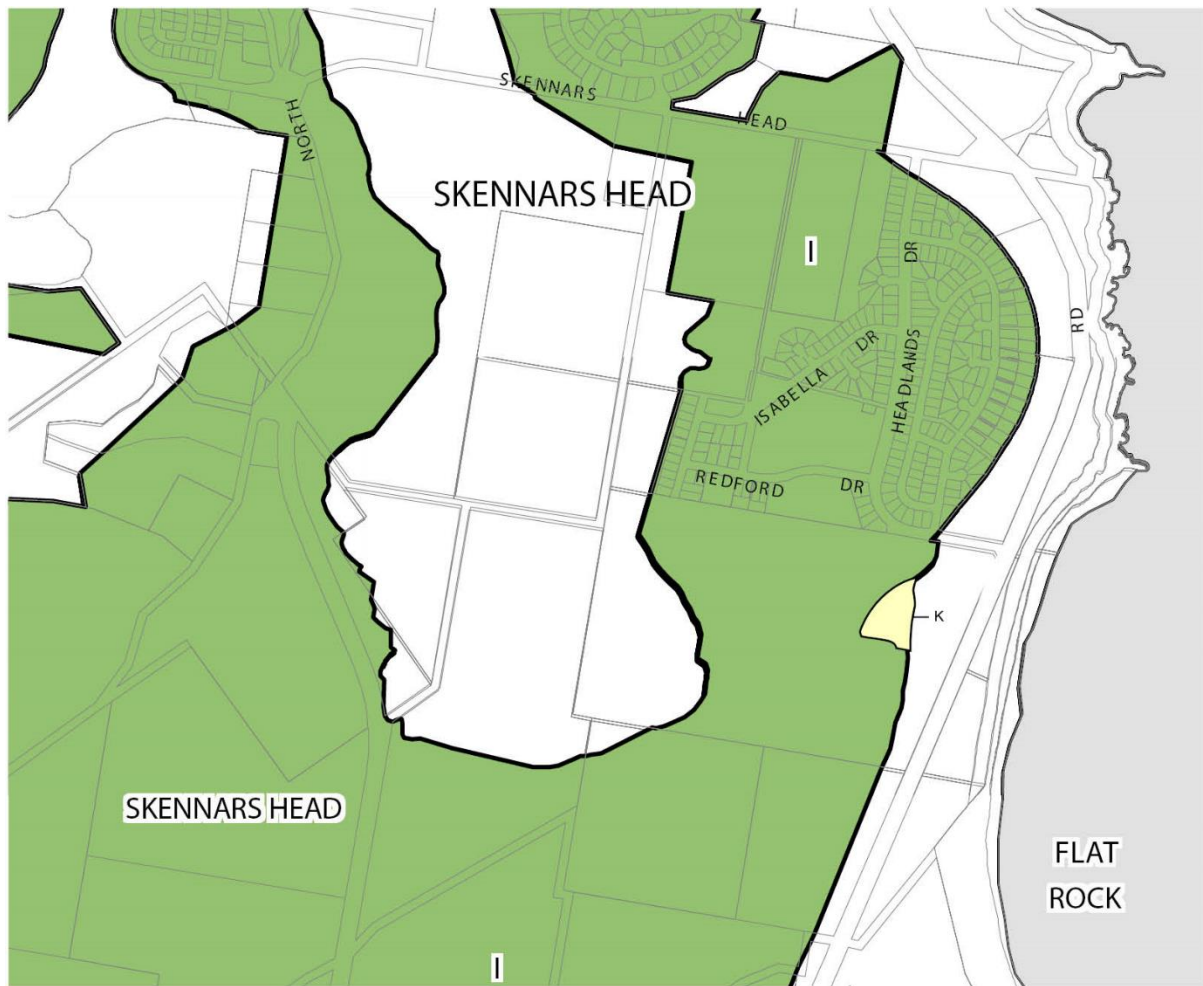 SKENNARS
HEAD
NORTH
SKENNARS HEAD
I
DR
RD
ISABELLA DR
HEADLANDS
REDFORD DR
K
SKENNARS HEAD
FLAT
ROCK
I